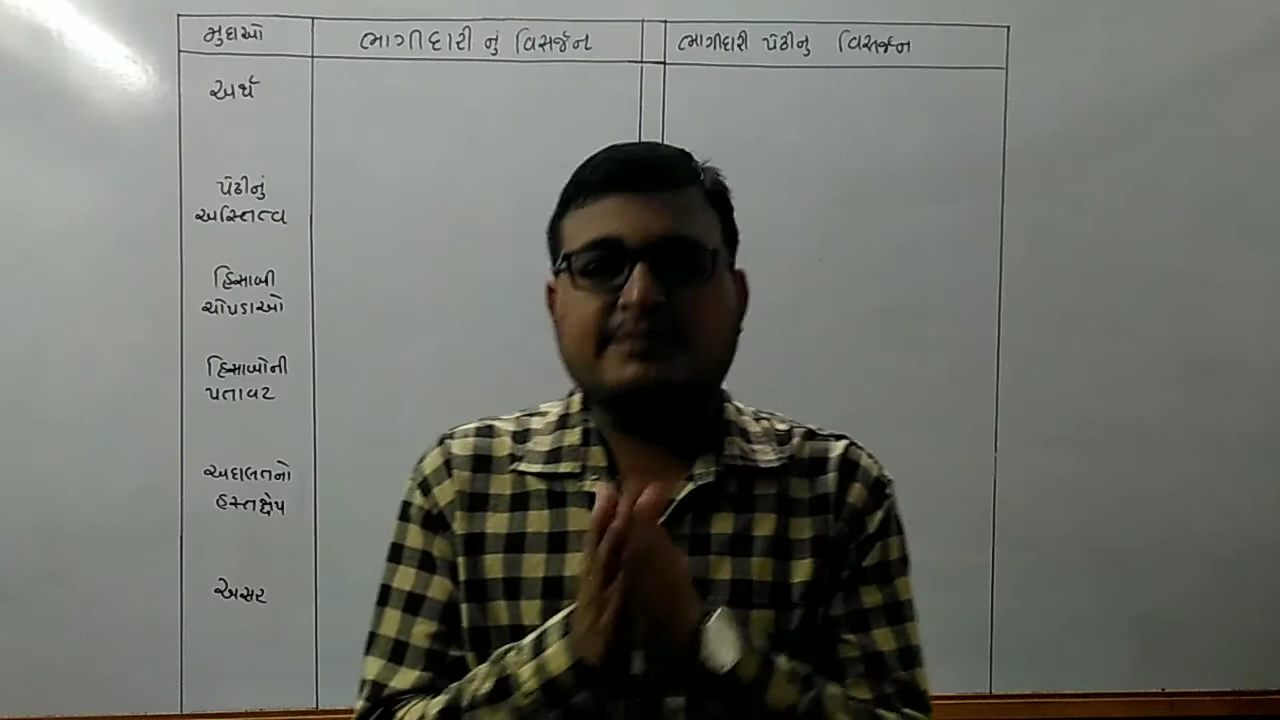 મુદ્દાઓ ભાગીદારી નું વિસર્જન ભાગીદારી પેઢીનુ વિસર્જન
અર્થ
પેઢીનું
અસ્તિત્વ
હિસાબી
ચોપડાઓ
હિસાબોની
પતાવટ
અદાલતનો
હસ્તક્ષેપ
અસર